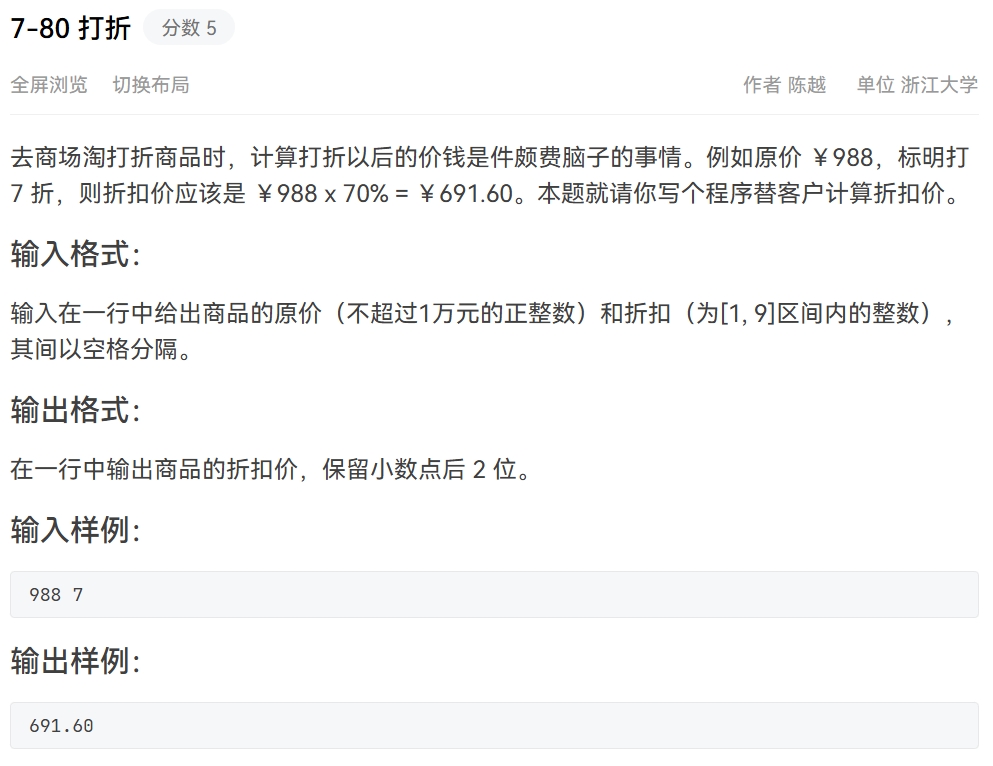 7-80 打折 分数 5
全屏浏览 切换布局 作者 陈越 单位 浙江大学
去商场淘打折商品时，计算打折以后的价钱是件颇费脑子的事情。例如原价 ￥988，标明打
7 折，则折扣价应该是 ￥988 x 70% = ￥691.60。本题就请你写个程序替客户计算折扣价。
输入格式：
输入在一行中给出商品的原价（不超过1万元的正整数）和折扣（为[1, 9]区间内的整数），
其间以空格分隔。
输出格式：
在一行中输出商品的折扣价，保留小数点后 2 位。
输入样例：
988 7
输出样例：
691.60